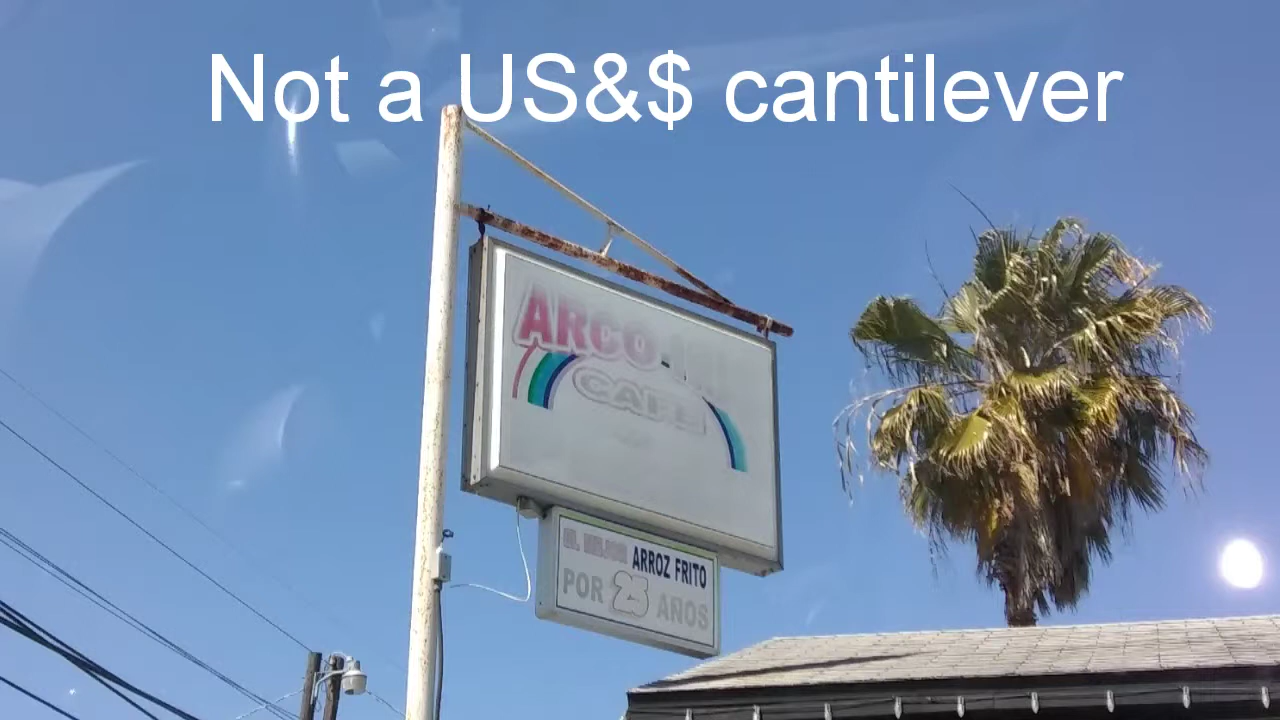 Not a US&$ cantilever
ARCO
CAFE
EL MEJOR ARROZ FRITO
POR 25 AÑOS